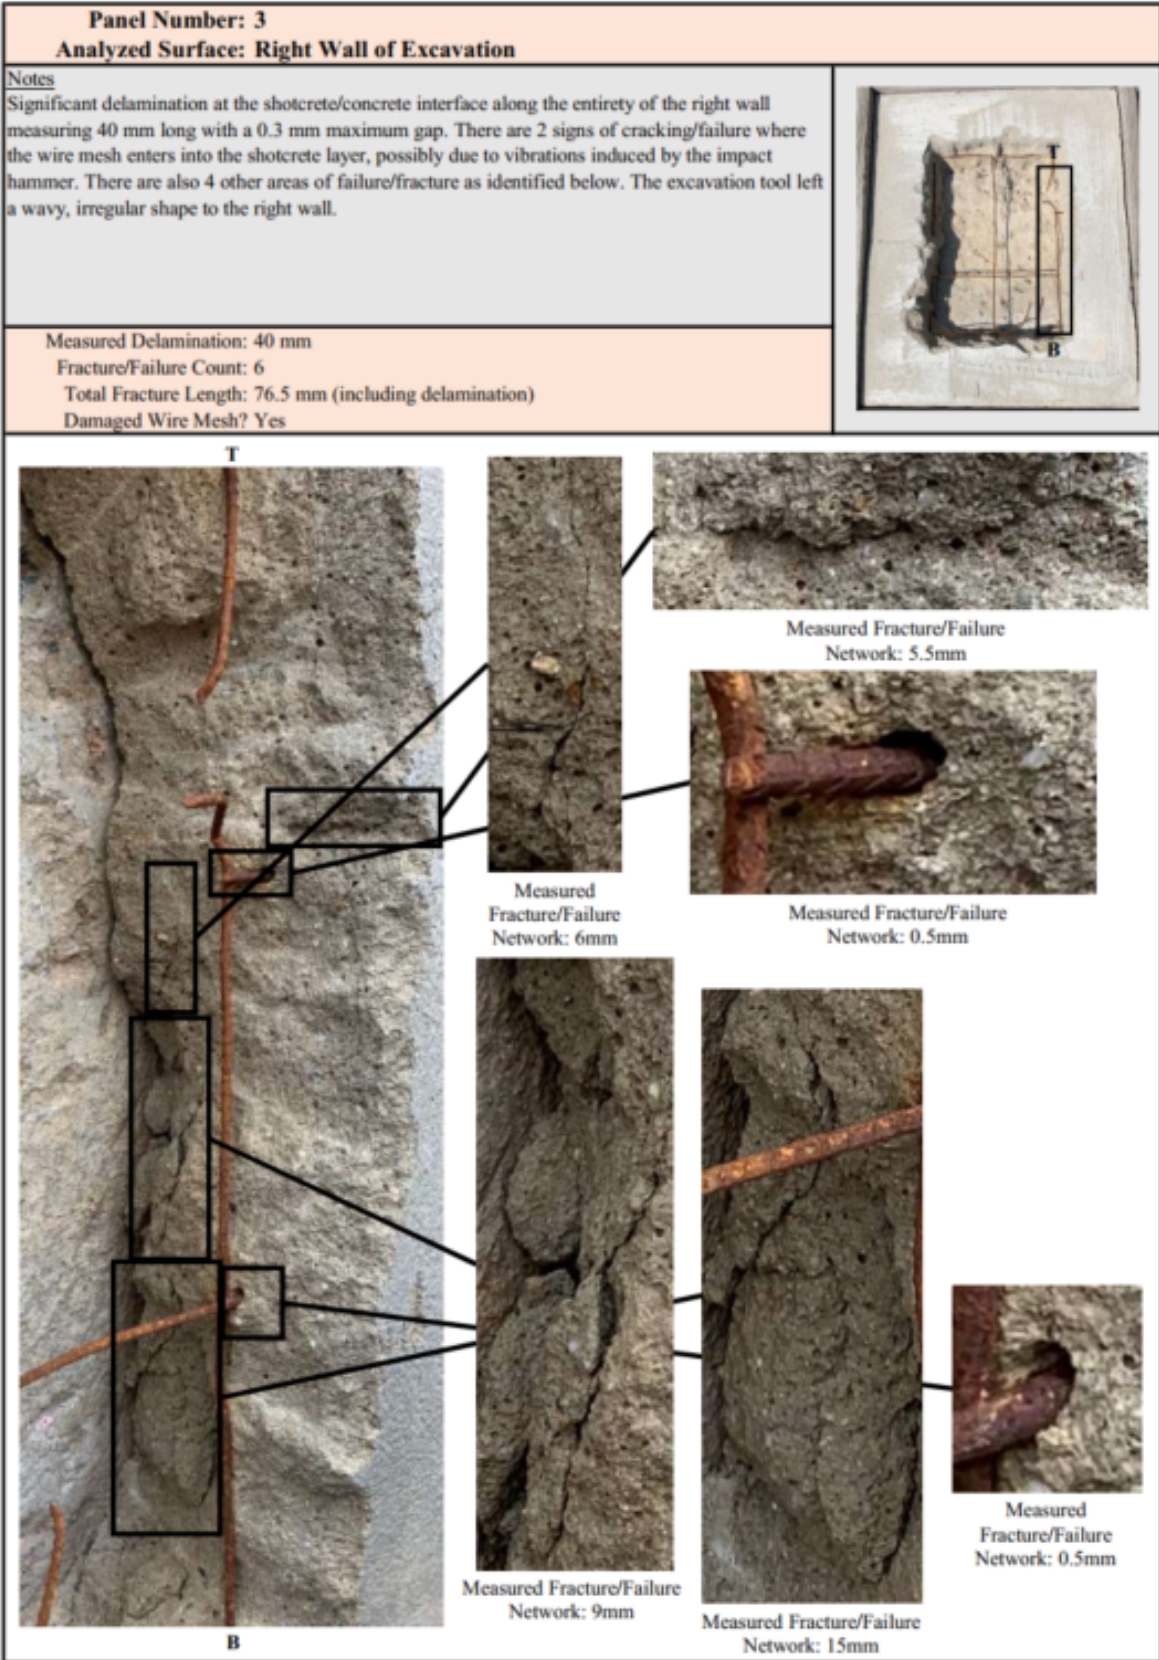 Panel Number: 3
Analyzed Surface: Right Wall of Excavation
Notes
Significant delamination at the shotcrete/concrete interface along the entirety of the right wall
measuring 40 mm long with a 0.3 mm maximum gap. There are 2 signs of cracking/failure where
the wire mesh enters into the shotcrete layer, possibly due to vibrations induced by the impact
hammer. There are also 4 other areas of failure/fracture as identified below. The excavation tool left
a wavy, irregular shape to the right wall.
T
B
Measured Delamination: 40 mm
Fracture/Failure Count: 6
Total Fracture Length: 76.5 mm (including delamination)
Damaged Wire Mesh? Yes
T
Measured Fracture/Failure
Network: 5.5mm
Measured
Fracture/Failure
Network: 6mm
Measured Fracture/Failure
Network: 0.5mm
Measured Fracture/Failure
Network: 9mm
Measured Fracture/Failure
Network: 15mm
Measured
Fracture/Failure
Network: 0.5mm
B